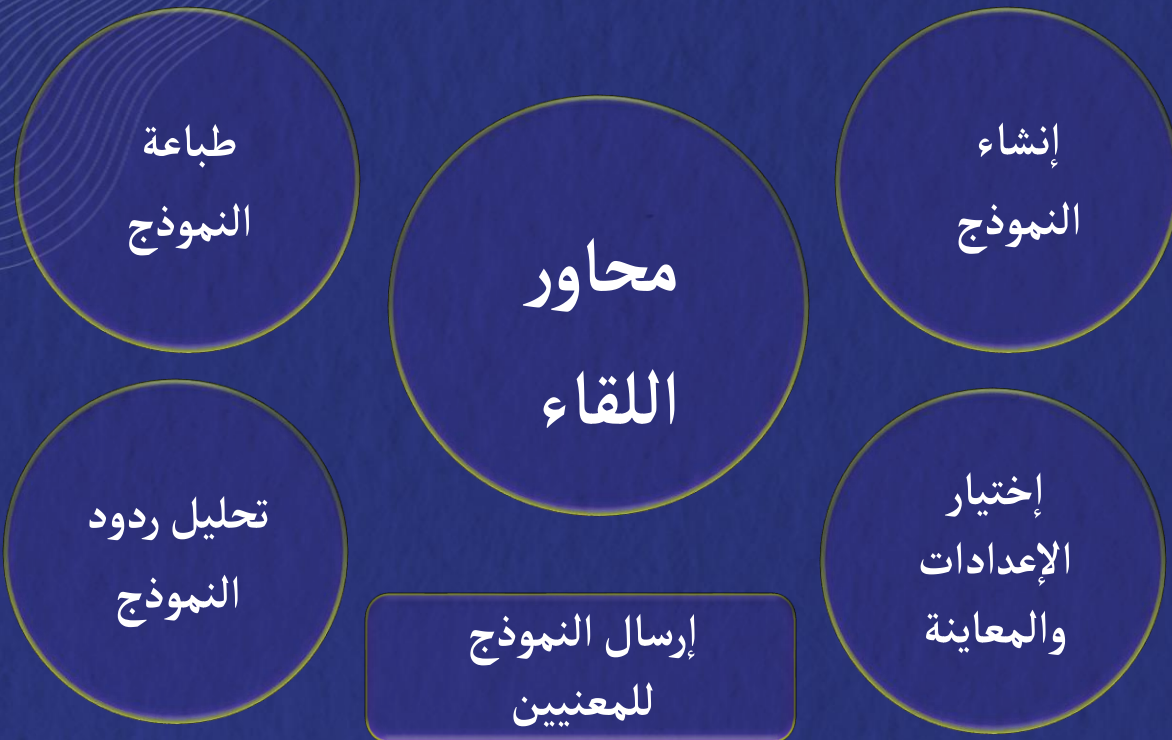 محاور
اللقاء
إنشاء
النموذج
إختيار
الإعدادات
والمعاينة
إرسال النموذج
للمعنيين
تحليل ردود
النموذج
طباعة
النموذج